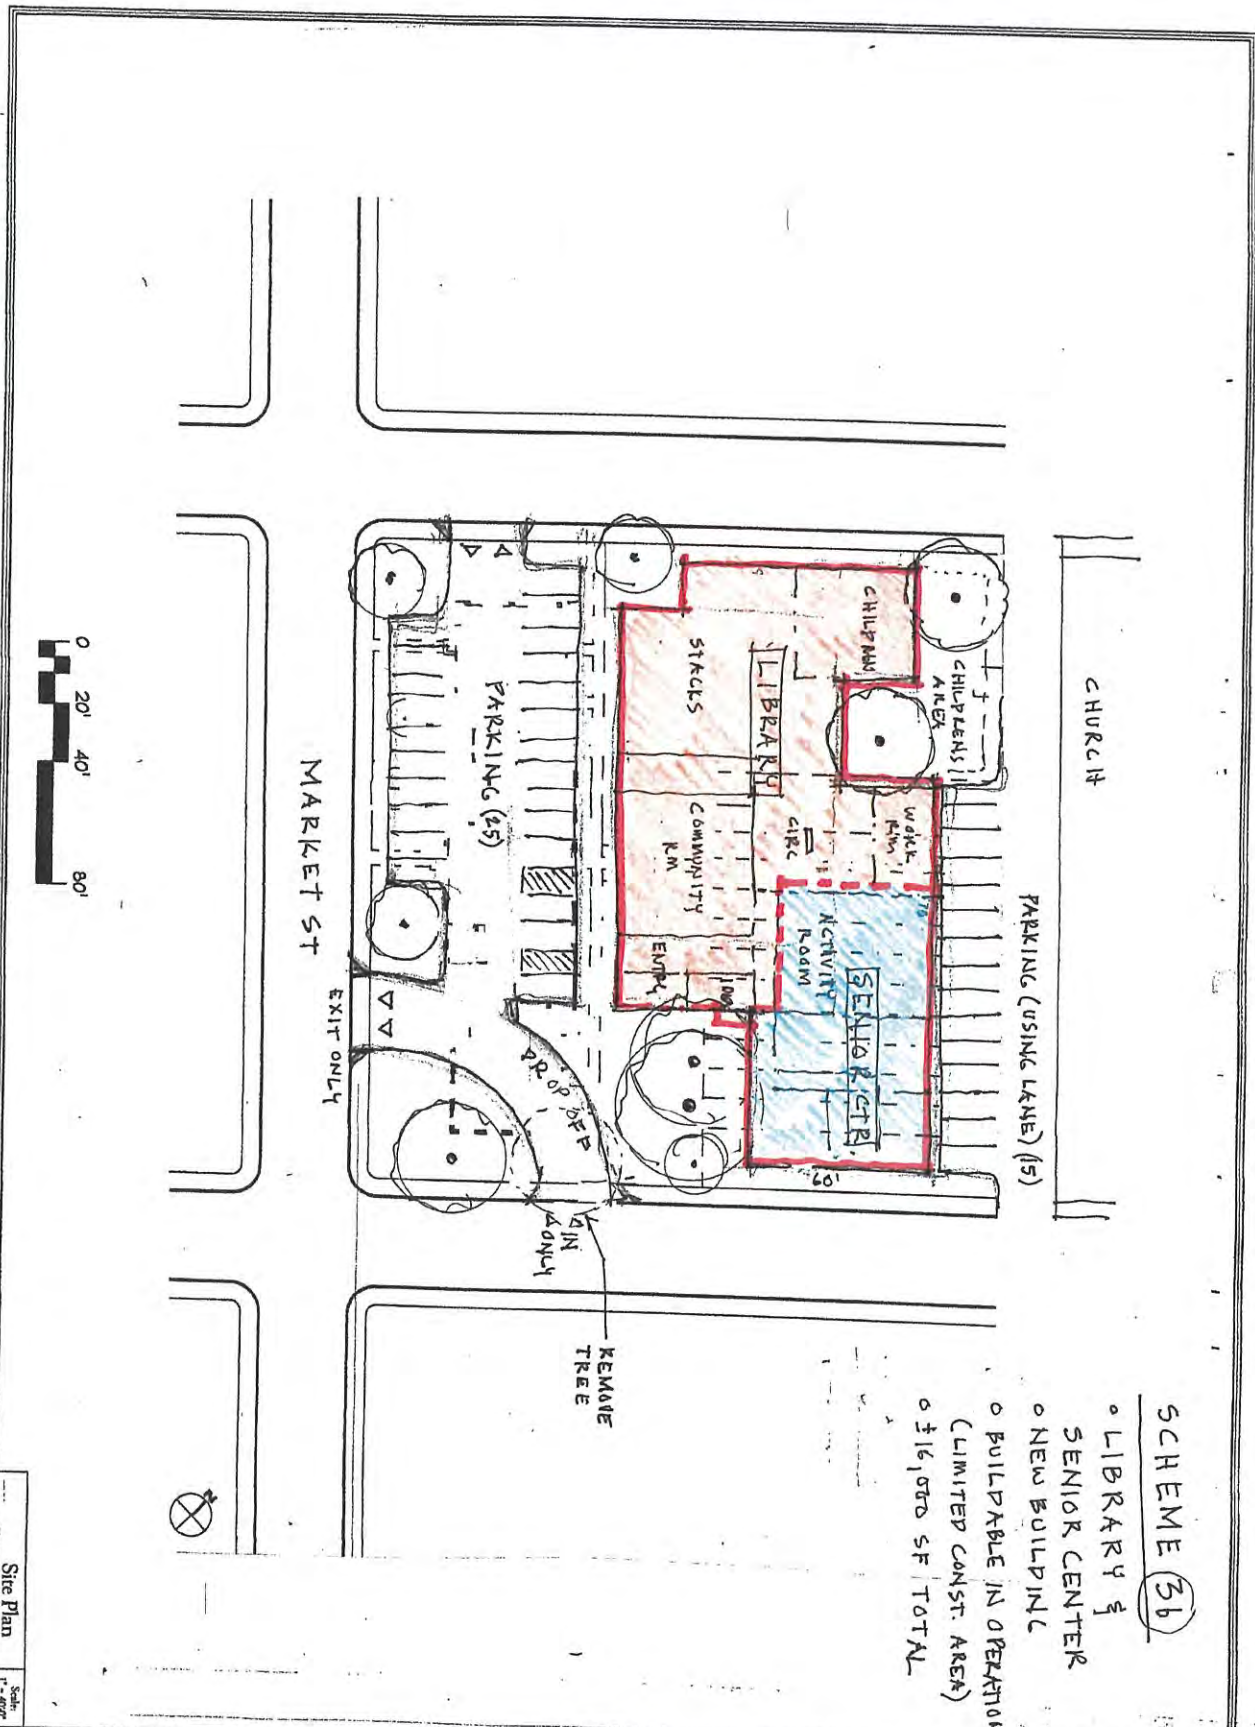 SCHEME 3b
• LIBRARY &
SENIOR CENTER
○ NEW BUILDING
○ BUILDABLE IN OPERATION
(LIMITED CONST. AREA)
○ ±16,000 SF TOTAL
CHURCH
PARKING (USING LANE) (15)
CHILDRENS
AREA
CHILDREN
WORK
RM
LIBRARY
STACKS
CIRC
COMMUNITY
RM
ENTRY
SENIOR CTR.
ACTIVITY
ROOM
60'
PARKING (25)
DROP OFF
IN
ONLY
REMOVE
TREE
EXIT ONLY
MARKET ST
0 20' 40' 80'
N
Site Plan
Scale: